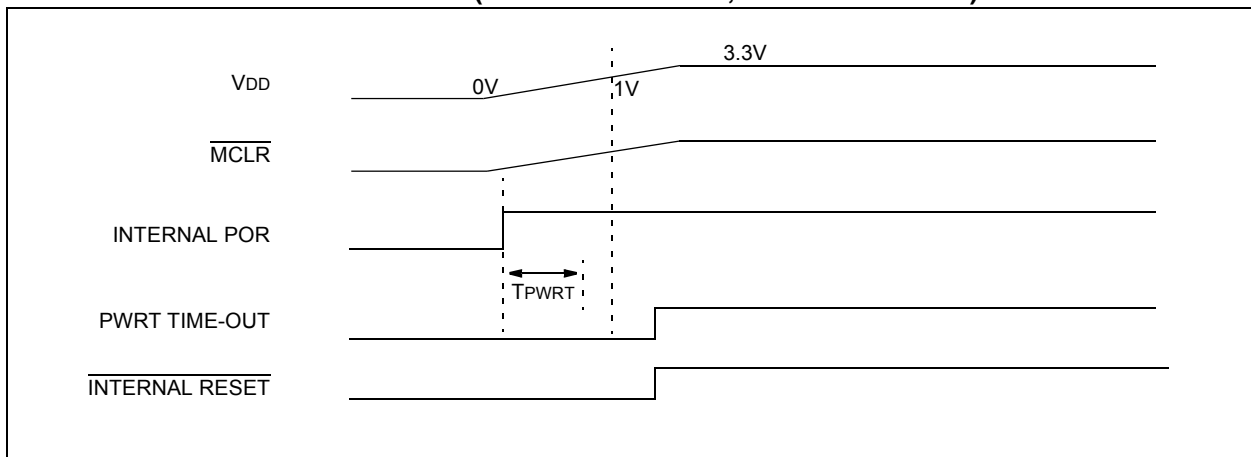 3.3V
VDD
0V
1V
MCLR
INTERNAL POR
TPWRT
PWRT TIME-OUT
INTERNAL RESET